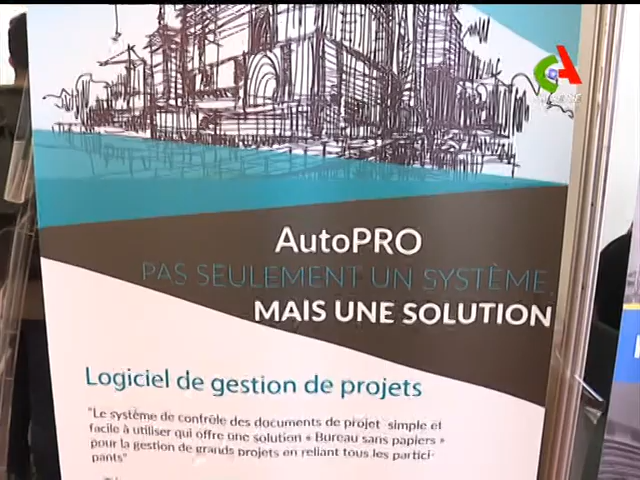 AutoPRO
PAS SEULEMENT UN SYSTÈME
MAIS UNE SOLUTION
Logiciel de gestion de projets
"Le système de contrôle des documents de projet simple et
facile à utiliser qui offre une solution « Bureau sans papiers »
pour la gestion de grands projets en reliant tous les partici-
pants"